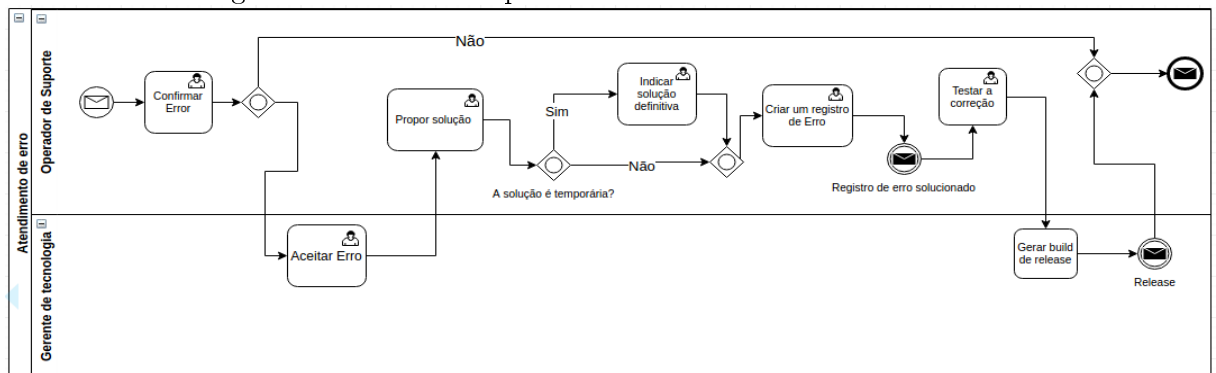 Atendimento de erro
Operador de Suporte
Não
Confirmar
Error
Propor solução
Sim
Indicar
solução
definitiva
Não
A solução é temporária?
Criar um registro
de Erro
Registro de erro solucionado
Testar a
correção
Gerente de tecnologia
Aceitar Erro
Gerar build
de release
Release